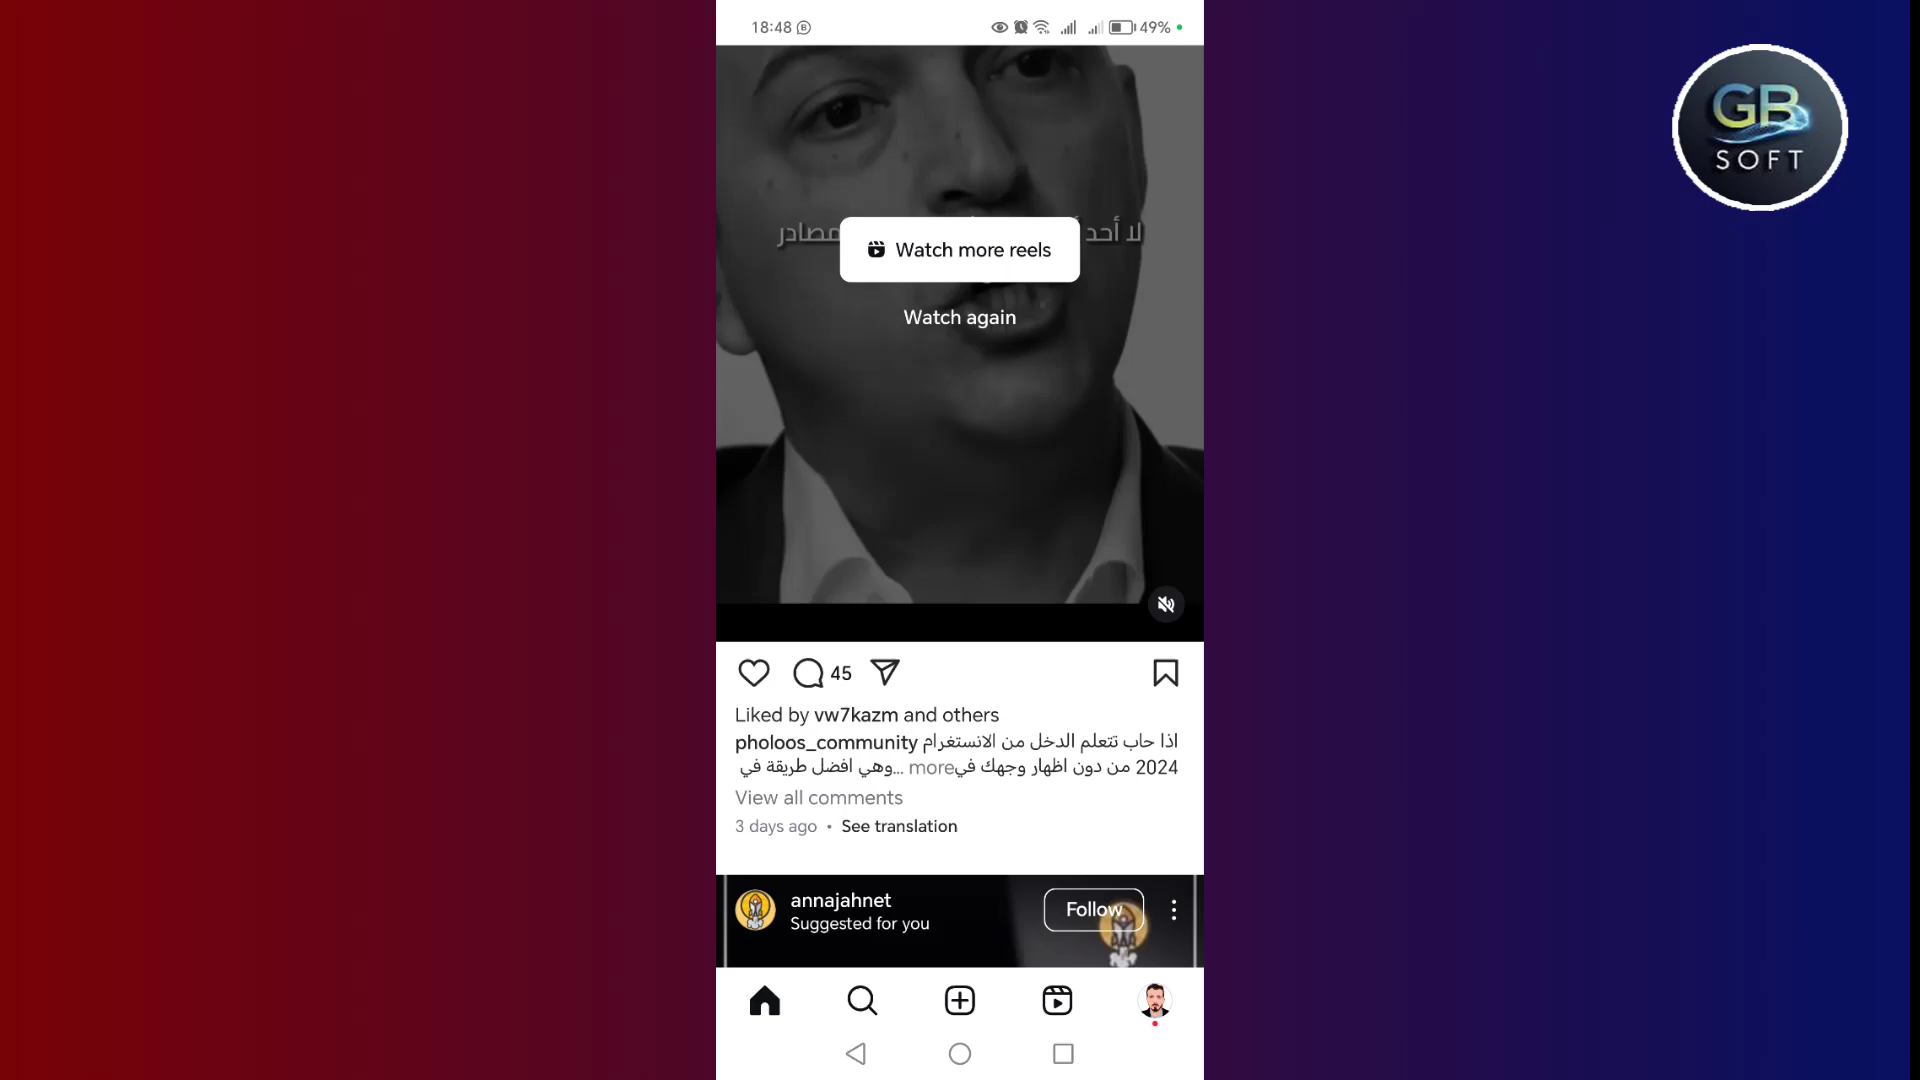 18:48
49%
GB
SOFT
لا أحد
مصادر
Watch more reels
Watch again
45
Liked by vw7kazm and others
pholoos_community اذا حاب تتعلم الدخل من الانستغرام
2024 من دون اظهار وجهك في
وهي افضل طريقة في... more
View all comments
3 days ago • See translation
annajahnet
Follow
Suggested for you